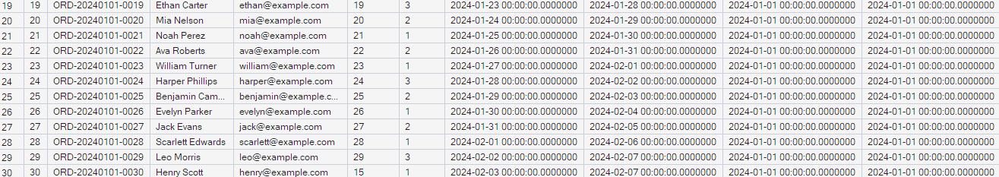 19 19 ORD-20240101-0019 Ethan Carter ethan@example.com 19 3 2024-01-23 00:00:00.0000000 2024-01-28 00:00:00.0000000 2024-01-01 00:00:00.0000000 2024-01-01 00:00:00.0000000
20 20 ORD-20240101-0020 Mia Nelson mia@example.com 20 2 2024-01-24 00:00:00.0000000 2024-01-29 00:00:00.0000000 2024-01-01 00:00:00.0000000 2024-01-01 00:00:00.0000000
21 21 ORD-20240101-0021 Noah Perez noah@example.com 21 1 2024-01-25 00:00:00.0000000 2024-01-30 00:00:00.0000000 2024-01-01 00:00:00.0000000 2024-01-01 00:00:00.0000000
22 22 ORD-20240101-0022 Ava Roberts ava@example.com 22 2 2024-01-26 00:00:00.0000000 2024-01-31 00:00:00.0000000 2024-01-01 00:00:00.0000000 2024-01-01 00:00:00.0000000
23 23 ORD-20240101-0023 William Turner william@example.com 23 1 2024-01-27 00:00:00.0000000 2024-02-01 00:00:00.0000000 2024-01-01 00:00:00.0000000 2024-01-01 00:00:00.0000000
24 24 ORD-20240101-0024 Harper Phillips harper@example.com 24 3 2024-01-28 00:00:00.0000000 2024-02-02 00:00:00.0000000 2024-01-01 00:00:00.0000000 2024-01-01 00:00:00.0000000
25 25 ORD-20240101-0025 Benjamin Cam... benjamin@example.c... 25 2 2024-01-29 00:00:00.0000000 2024-02-03 00:00:00.0000000 2024-01-01 00:00:00.0000000 2024-01-01 00:00:00.0000000
26 26 ORD-20240101-0026 Evelyn Parker evelyn@example.com 26 1 2024-01-30 00:00:00.0000000 2024-02-04 00:00:00.0000000 2024-01-01 00:00:00.0000000 2024-01-01 00:00:00.0000000
27 27 ORD-20240101-0027 Jack Evans jack@example.com 27 2 2024-01-31 00:00:00.0000000 2024-02-05 00:00:00.0000000 2024-01-01 00:00:00.0000000 2024-01-01 00:00:00.0000000
28 28 ORD-20240101-0028 Scarlett Edwards scarlett@example.com 28 1 2024-02-01 00:00:00.0000000 2024-02-06 00:00:00.0000000 2024-01-01 00:00:00.0000000 2024-01-01 00:00:00.0000000
29 29 ORD-20240101-0029 Leo Morris leo@example.com 29 3 2024-02-02 00:00:00.0000000 2024-02-07 00:00:00.0000000 2024-01-01 00:00:00.0000000 2024-01-01 00:00:00.0000000
30 30 ORD-20240101-0030 Henry Scott henry@example.com 15 1 2024-02-03 00:00:00.0000000 2024-02-07 00:00:00.0000000 2024-01-01 00:00:00.0000000 2024-01-01 00:00:00.0000000